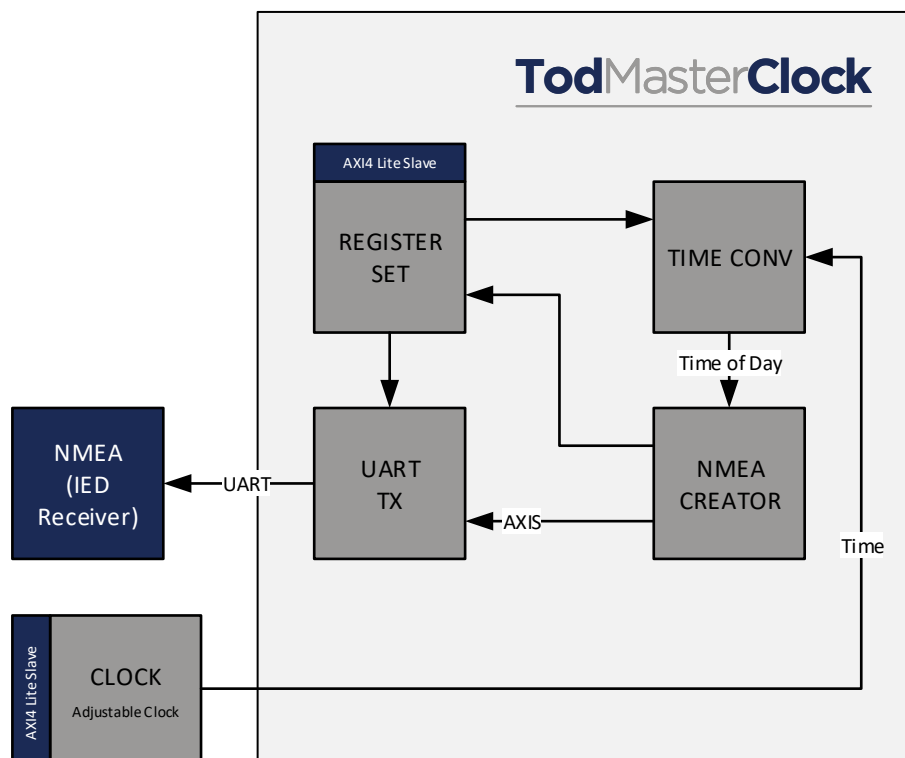 TodMasterClock
AXI4 Lite Slave
REGISTER
SET
TIME CONV
Time of Day
NMEA
(IED
Receiver)
UART
UART
TX
AXIS
NMEA
CREATOR
Time
AXI4 Lite Slave
CLOCK
Adjustable Clock